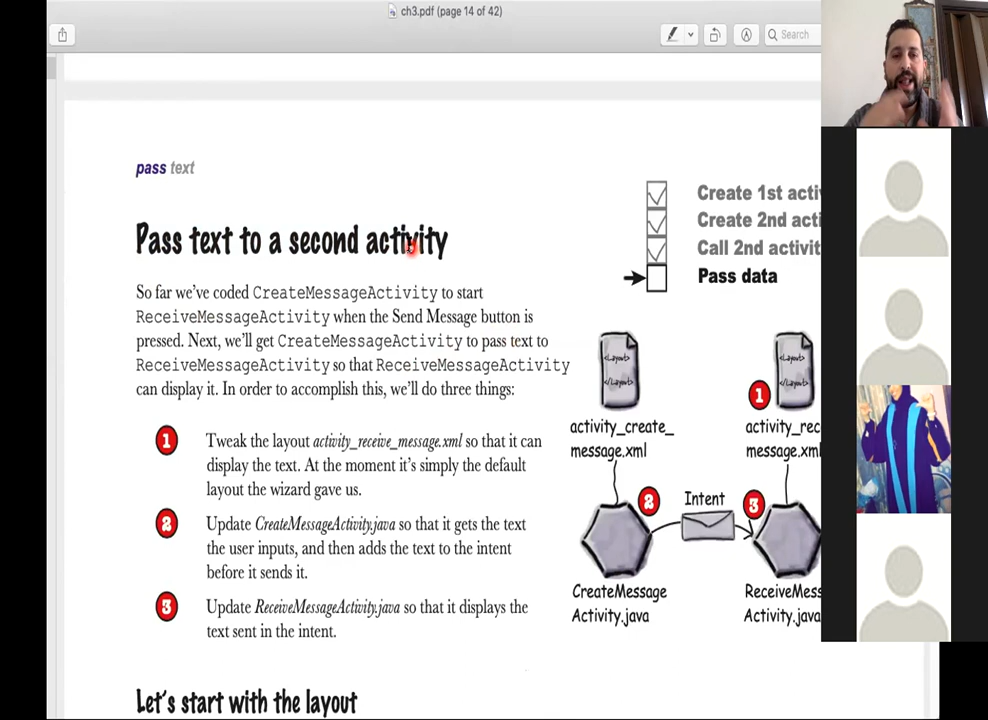 ch3.pdf (page 14 of 42)
Search
pass text
Pass text to a second activity
So far we've coded CreateMessageActivity to start
ReceiveMessageActivity when the Send Message button is
pressed. Next, we'll get CreateMessageActivity to pass text to
ReceiveMessageActivity so that ReceiveMessageActivity
can display it. In order to accomplish this, we'll do three things:
1 Tweak the layout activity_receive_message.xml so that it can
display the text. At the moment it's simply the default
layout the wizard gave us.
2 Update CreateMessageActivity.java so that it gets the text
the user inputs, and then adds the text to the intent
before it sends it.
3 Update ReceiveMessageActivity.java so that it displays the
text sent in the intent.
Let's start with the layout
Create 1st acti
Create 2nd acti
Call 2nd activit
Pass data
<Layout>
</Layout>
<Layout>
</Layout>
1
activity_create_
message.xml
activity_rec
message.xml
2
Intent
3
CreateMessage
Activity.java
ReceiveMess
Activity.java